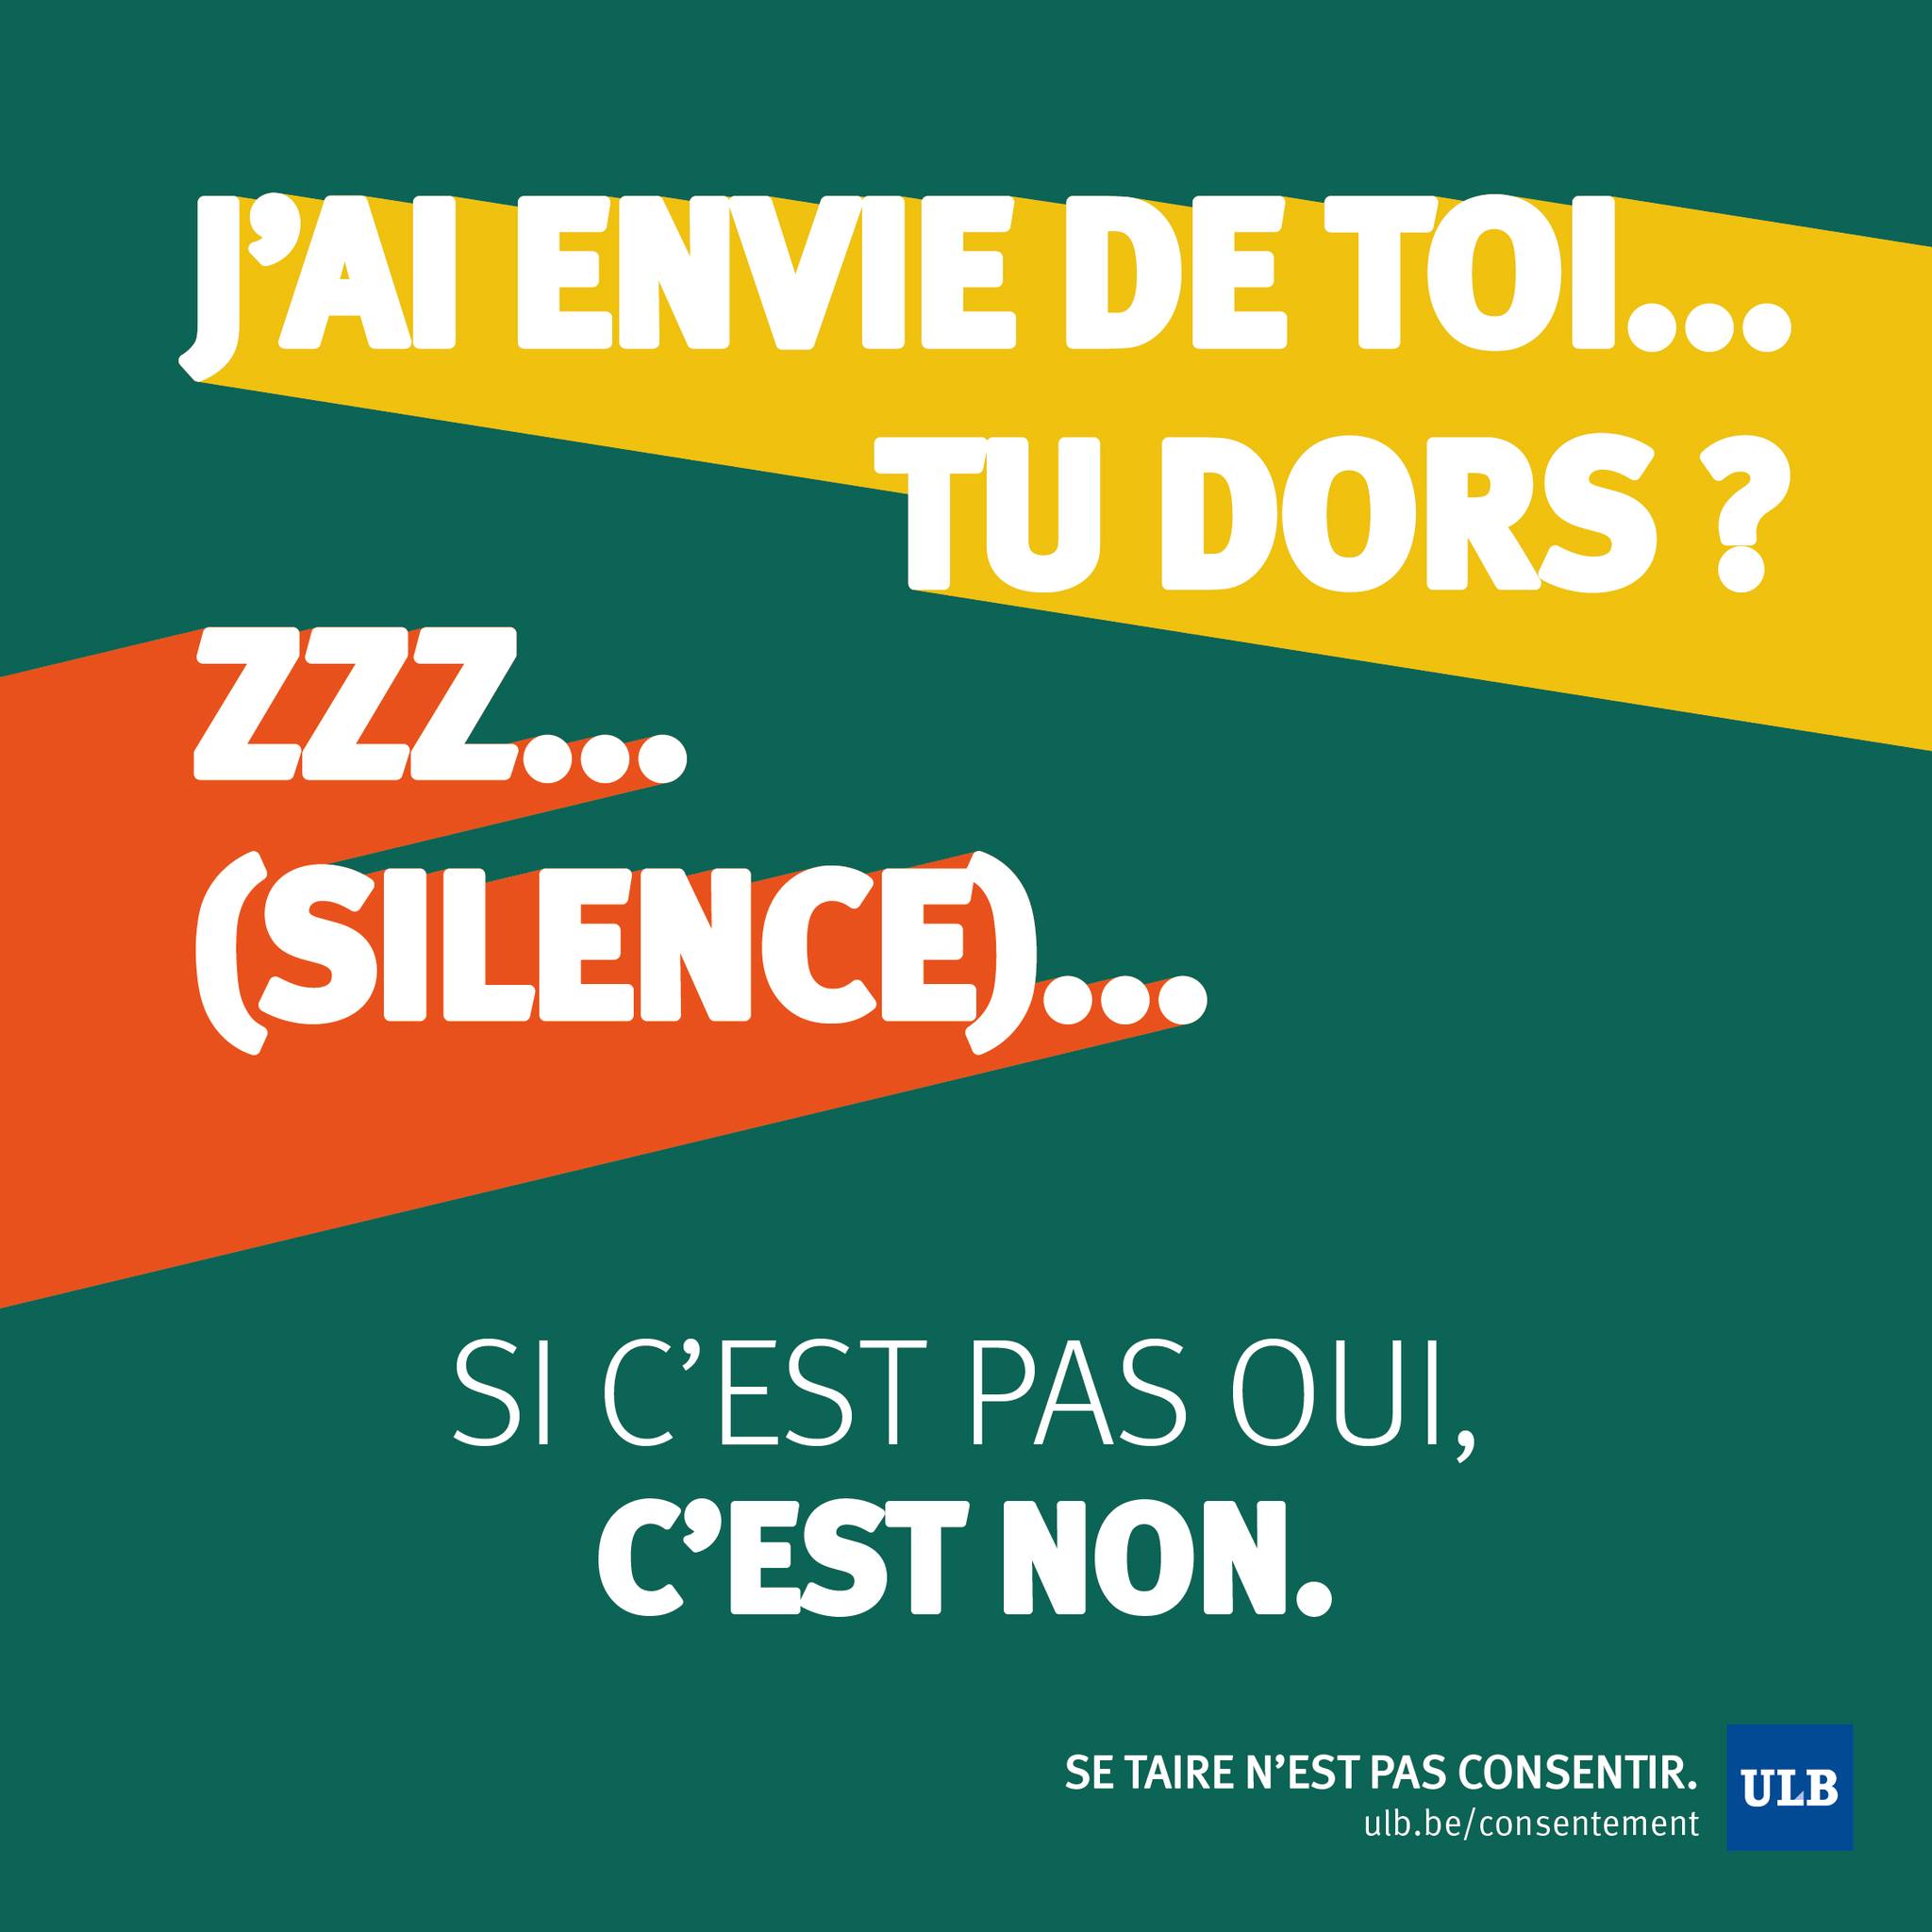 J’AI ENVIE DE TOI...
TU DORS ?
ZZZ...
(SILENCE)...
SI C’EST PAS OUI,
C’EST NON.
SE TAIRE N’EST PAS CONSENTIR.
ulb.be/consentement
ULB